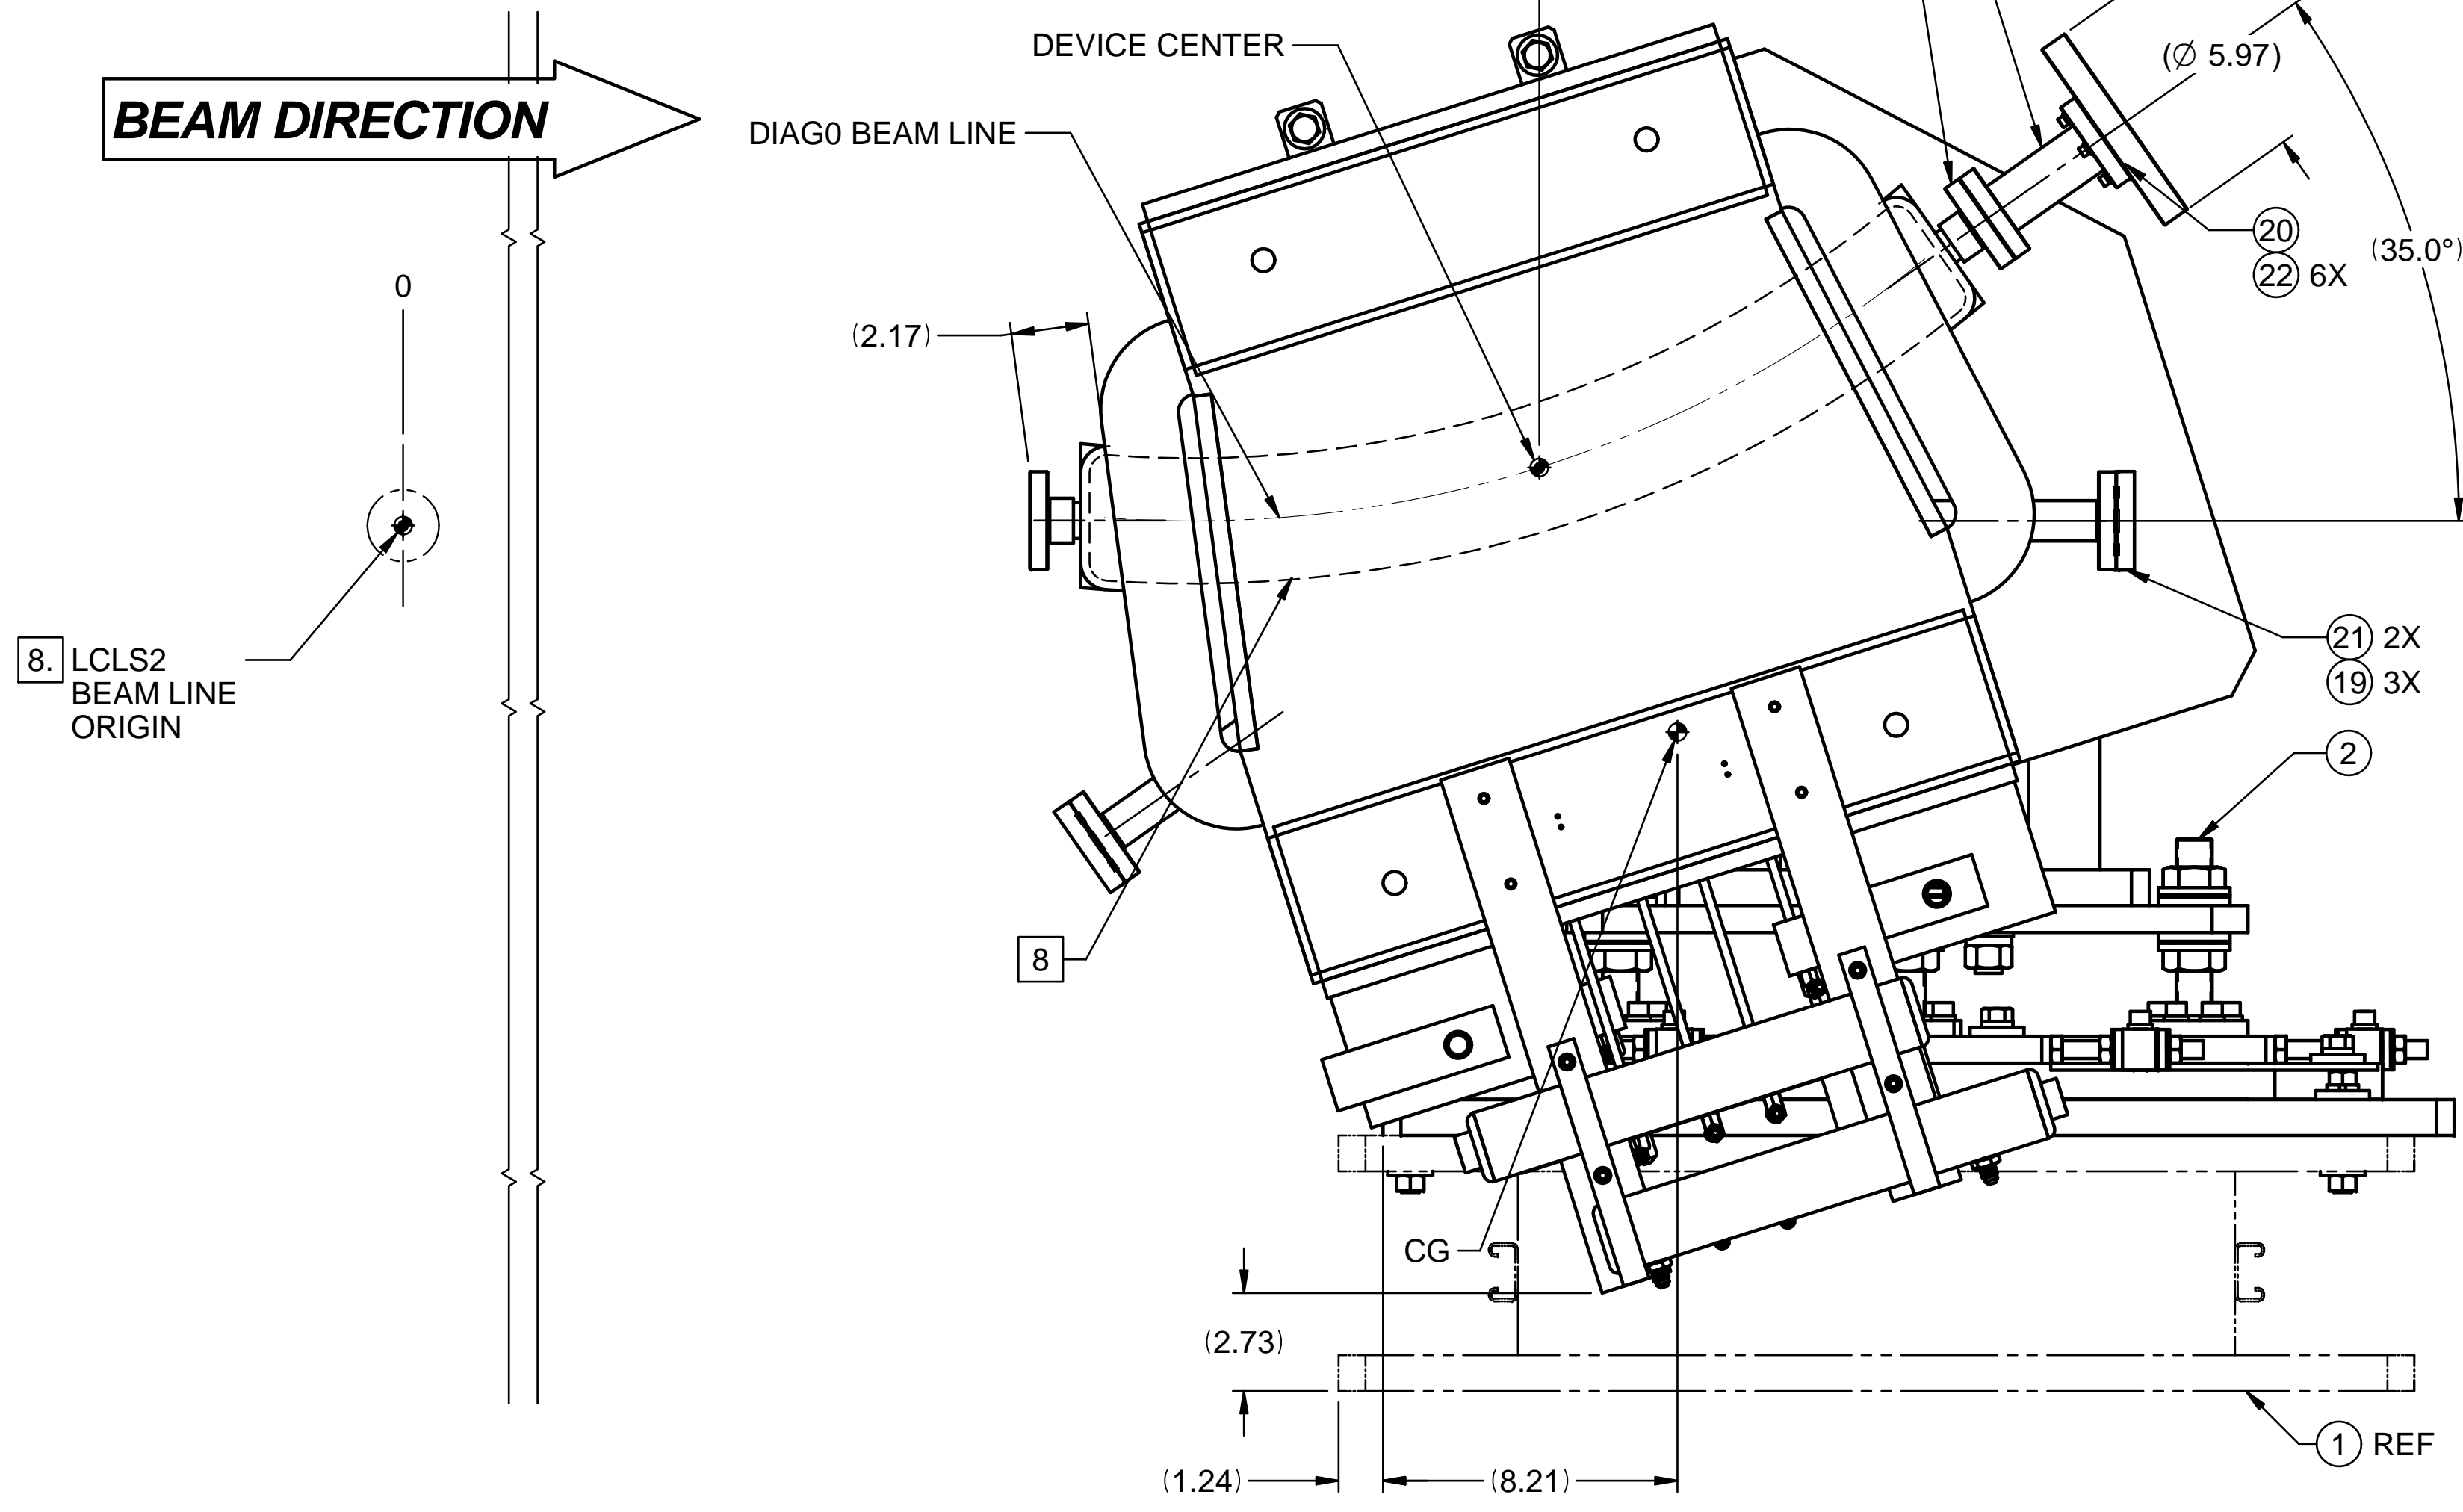 DEVICE CENTER
(Ø 5.97)
BEAM DIRECTION
DIAG0 BEAM LINE
20
22 6X
(35.0°)
0
(2.17)
8. LCLS2
BEAM LINE
ORIGIN
21 2X
19 3X
2
8
CG
(2.73)
1 REF
(1.24)
(8.21)